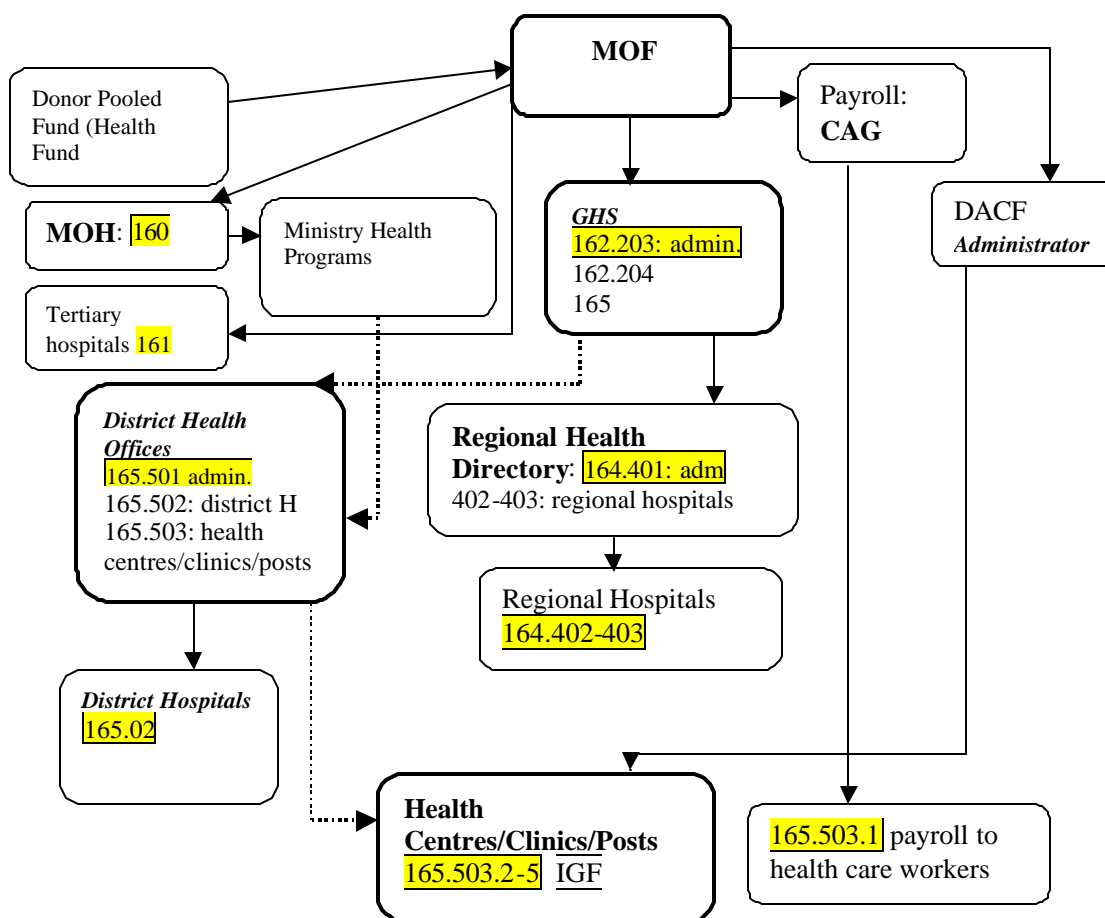 MOF
Donor Pooled
Fund (Health
Fund
Payroll:
CAG
MOH: 160
Ministry Health
Programs
GHS
162.203: admin.
162.204
165
DACF
Administrator
Tertiary
hospitals 161
District Health
Offices
165.501 admin.
165.502: district H
165.503: health
centres/clinics/posts
Regional Health
Directory: 164.401: adm
402-403: regional hospitals
Regional Hospitals
164.402-403
District Hospitals
165.02
Health
Centres/Clinics/Posts
165.503.2-5 IGF
165.503.1 payroll to
health care workers